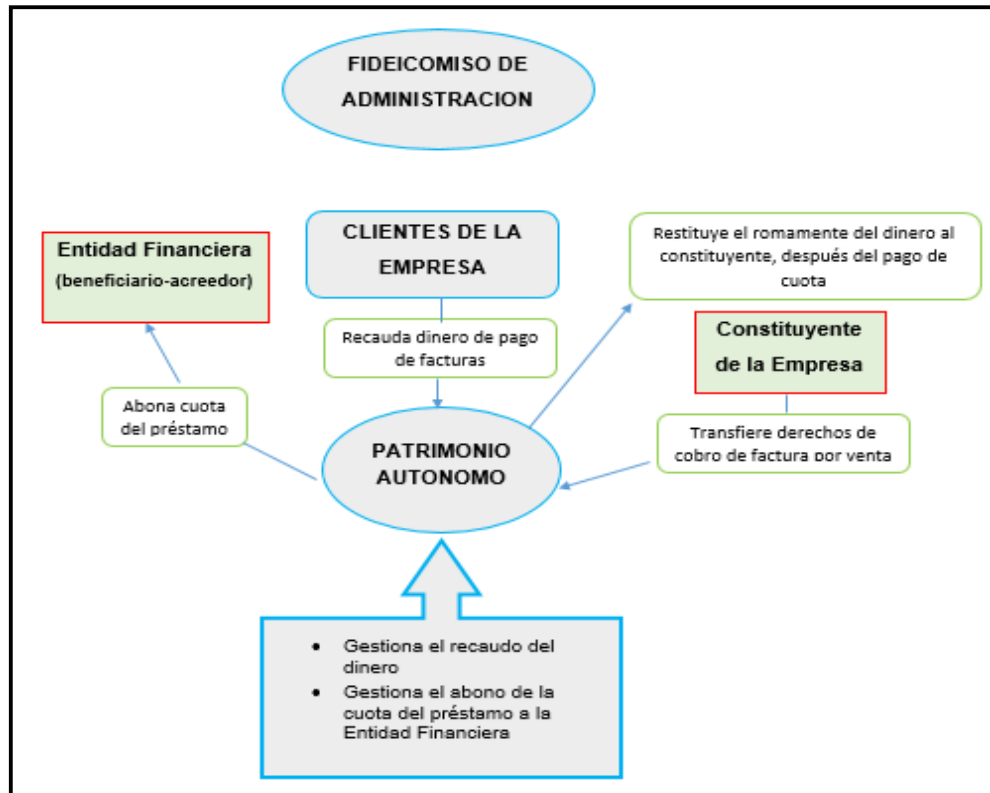 FIDEICOMISO DE
ADMINISTRACION
Entidad Financiera
(beneficiario-acreedor)
CLIENTES DE LA
EMPRESA
Restituye el romamente del dinero al
constituyente, después del pago de
cuota
Recauda dinero de pago
de facturas
Constituyente
de la Empresa
Abona cuota
del préstamo
Transfiere derechos de
cobro de factura por venta
PATRIMONIO
AUTONOMO
• Gestiona el recaudo del
dinero
• Gestiona el abono de la
cuota del préstamo a la
Entidad Financiera